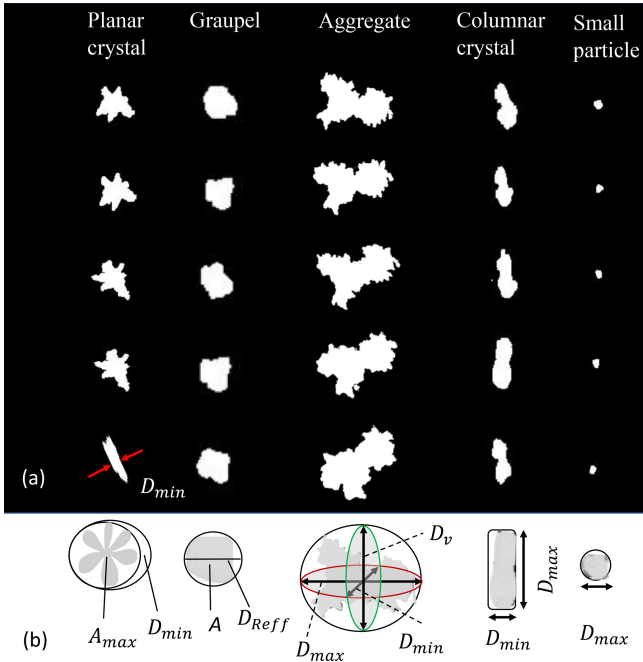 Planar crystal
Graupel
Aggregate
Columnar crystal
Small particle
(a)
D_min
(b)
A_max
D_min
A
D_Reff
D_max
D_min
D_v
D_min
D_max
D_max